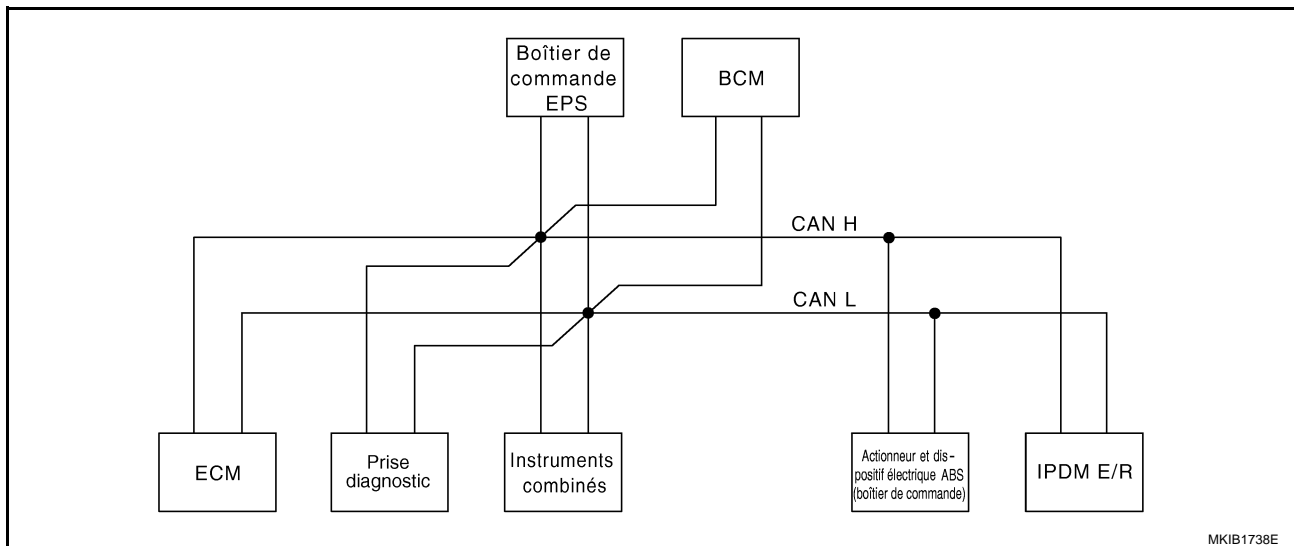 Boîtier de
commande
EPS
BCM
CAN H
CAN L
ECM
Prise
diagnostic
Instruments
combinés
Actionneur et dis-
positif électrique ABS
(boîtier de commande)
IPDM E/R
MKIB1738E